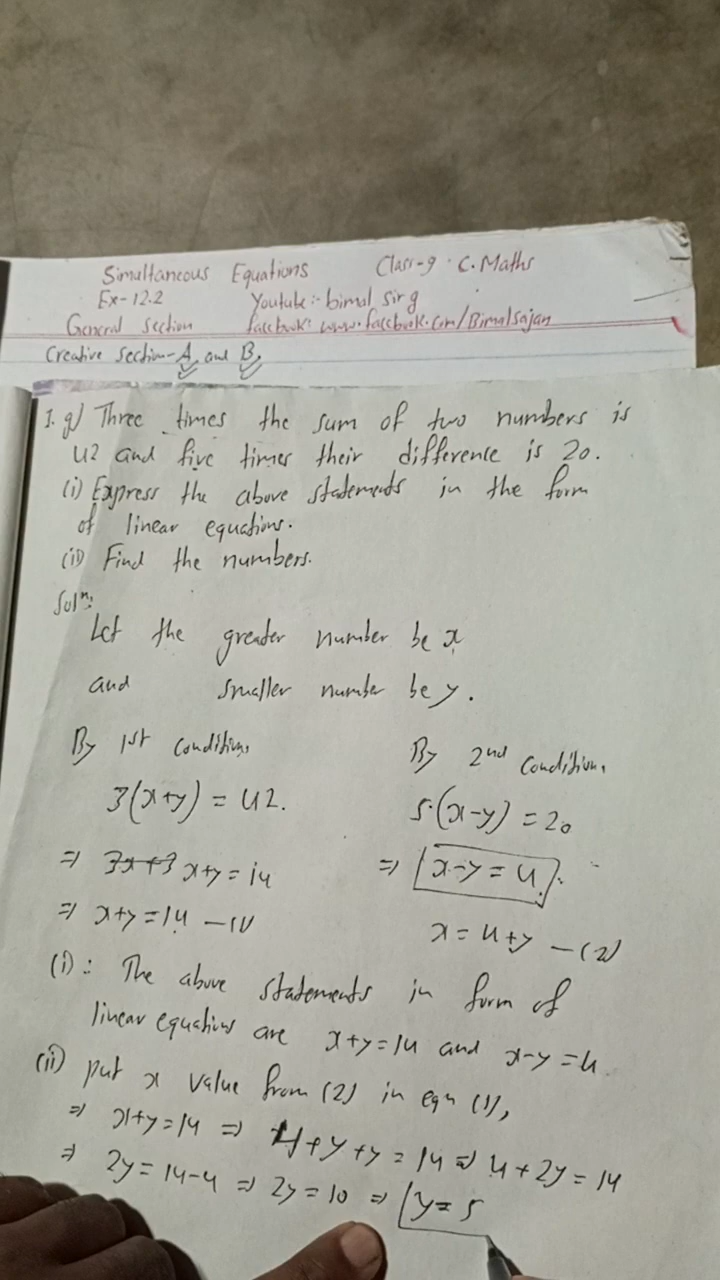 Simultaneous Equations Class-9 C.Maths
Ex-12.2 Youtube:- bimal sir g
General Section facebook: www.facebook.com/Bimalsajan
Creative Section-A and B,
1. g) Three times the sum of two numbers is
42 and five times their difference is 20.
(i) Express the above statements in the form
of linear equations.
(ii) Find the numbers.
Solⁿ:
Let the greater number be x
and smaller number be y.
By 1st Condition, By 2nd Condition,
3(x+y) = 42. 5.(x-y) = 20
⇒ 3x+3 x+y = 14 ⇒ x-y = 4.
⇒ x+y = 14 -(1) x = 4+y -(2)
(i): The above statements in form of
linear equations are x+y=14 and x-y=4
(ii) put x value from (2) in eqn (1),
⇒ x+y=14 ⇒ 4+y+y = 14 ⇒ 4+2y = 14
⇒ 2y = 14-4 ⇒ 2y = 10 ⇒ y = 5